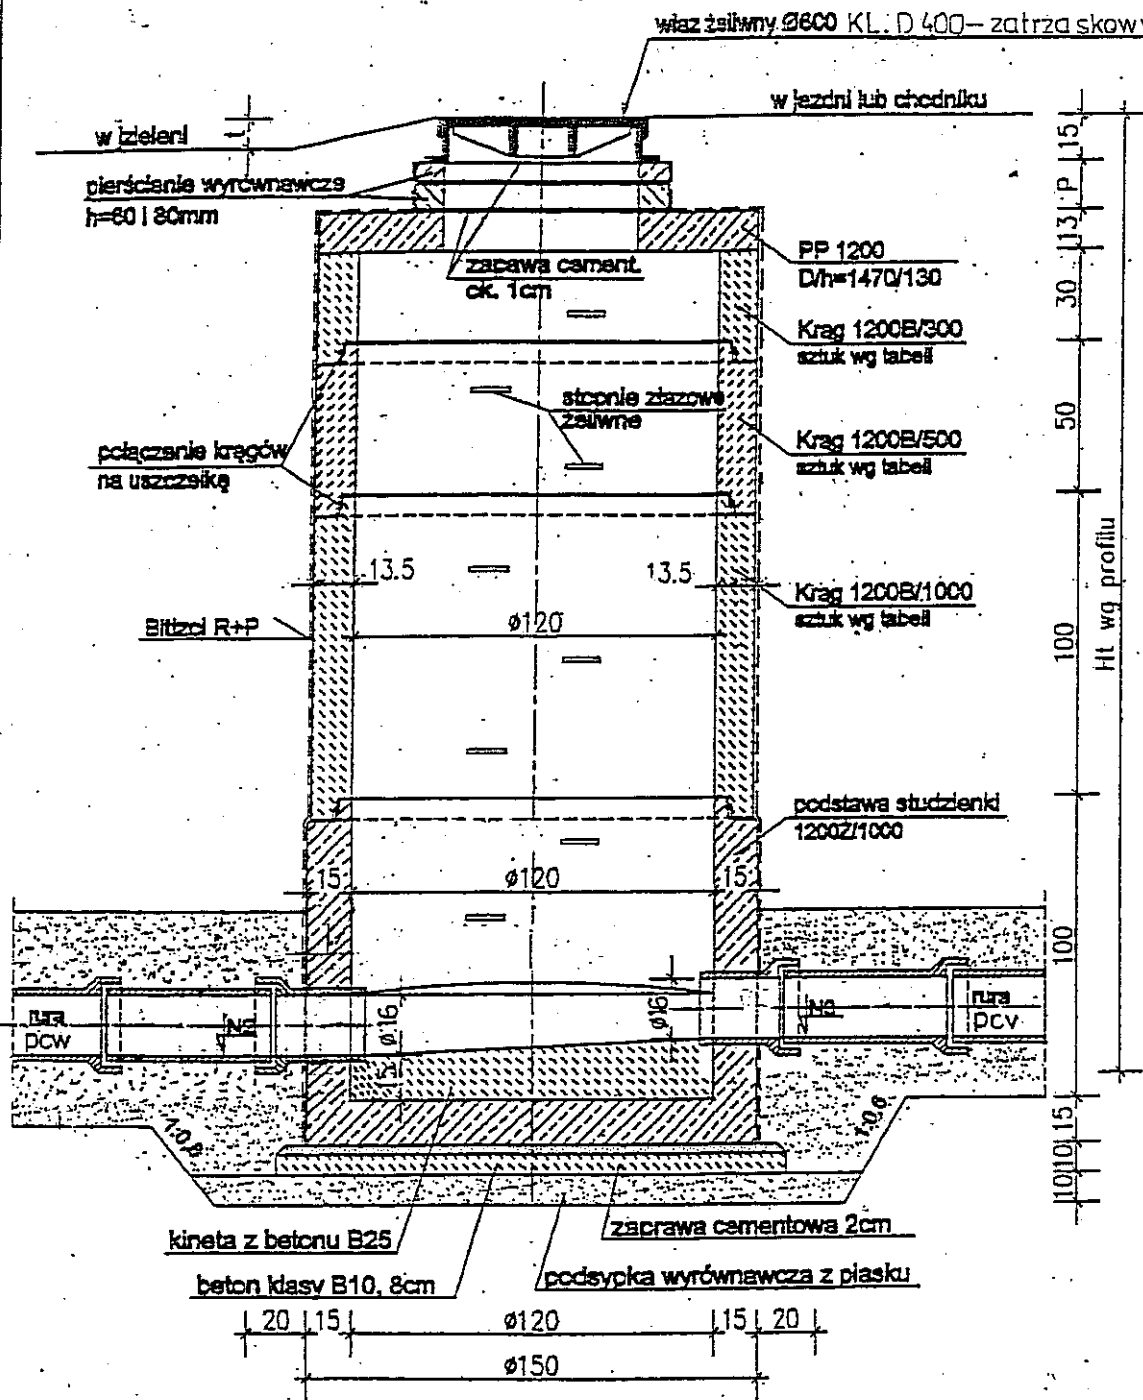 właz żeliwny Ø600 KL. D 400 – zatrzaskowy
w jezdni lub chodniku
w zieleni
pierścienie wyrównawcze
h=60 i 80mm
zaprawa cement.
ok. 1cm
PP 1200
D/h=1470/130
Krąg 1200B/300
sztuk wg tabeli
stopnie złazowe
żeliwne
Krąg 1200B/500
sztuk wg tabeli
połączenie kręgów
na uszczelkę
13.5
13.5
Krąg 1200B/1000
sztuk wg tabeli
ø120
podstawa studzienki
1200Z/1000
15
ø120
15
rura
PCW
ø16
ø16
rura
PCV
1:0,6
kineta z betonu B25
zaprawa cementowa 2cm
beton klasy B10, 8cm
podsypka wyrównawcza z piasku
20
15
ø120
15
20
ø150
15
P
13
30
50
100
100
15
10
10
Ht wg profilu